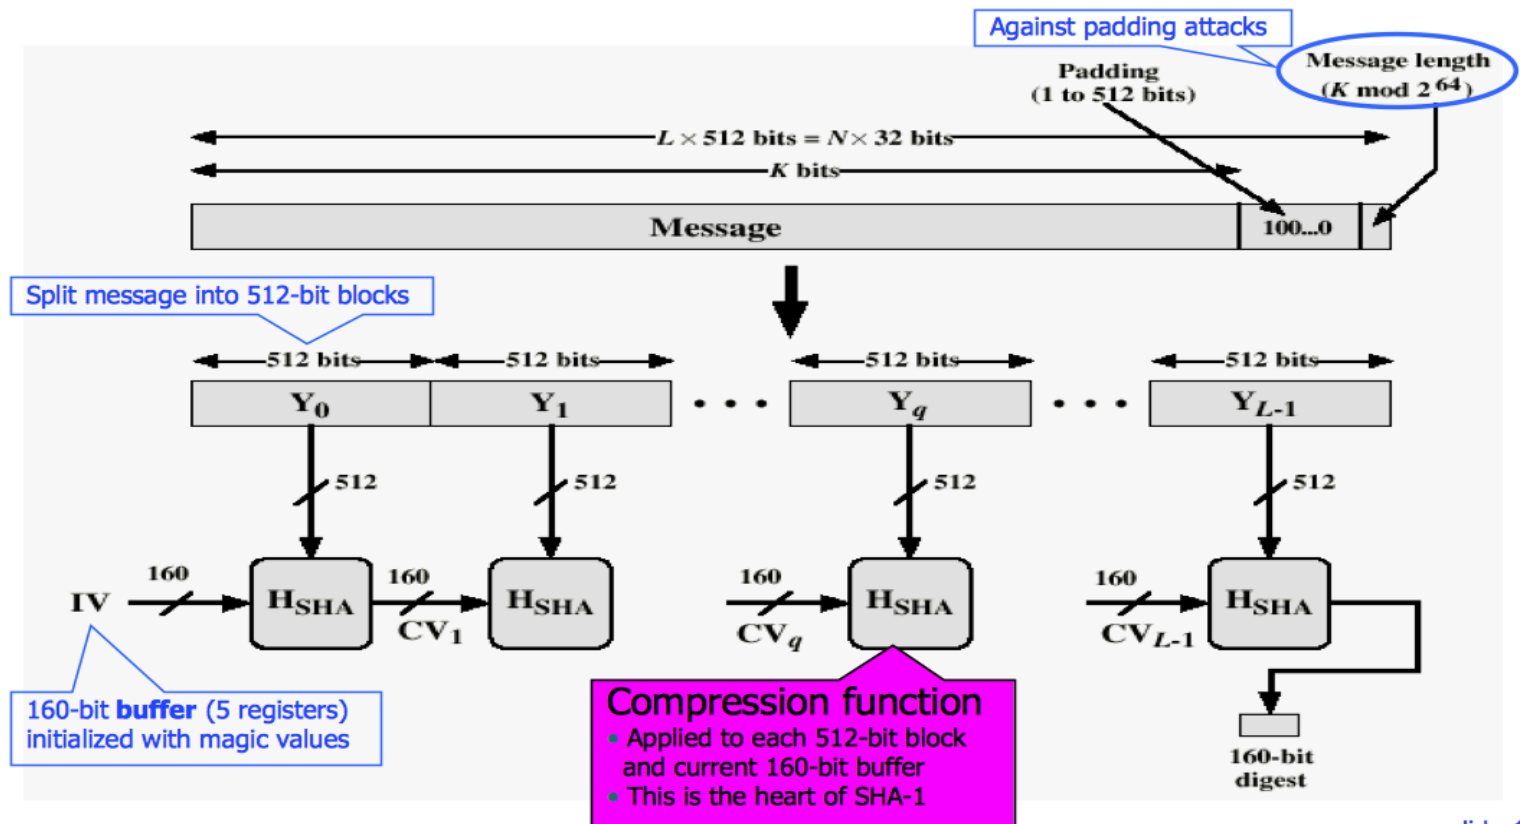 Against padding attacks
Message length
(K mod 2^64)
Padding
(1 to 512 bits)
L × 512 bits = N × 32 bits
K bits
Message
100...0
Split message into 512-bit blocks
512 bits
512 bits
512 bits
512 bits
Y0
Y1
• • •
Yq
• • •
YL-1
512
512
512
512
160
160
160
160
IV
HSHA
HSHA
HSHA
HSHA
CV1
CVq
CVL-1
160-bit buffer (5 registers)
initialized with magic values
Compression function
• Applied to each 512-bit block
and current 160-bit buffer
• This is the heart of SHA-1
160-bit
digest